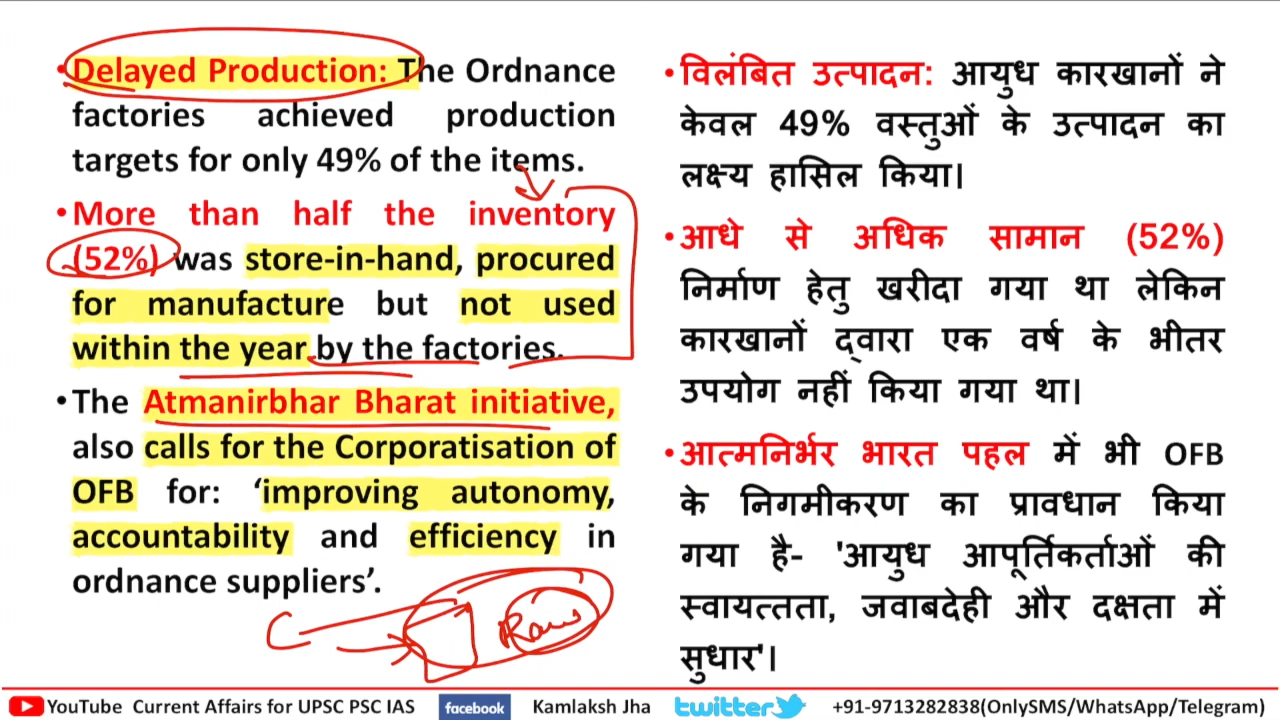 •Delayed Production: The Ordnance
factories achieved production
targets for only 49% of the items.
•More than half the inventory
(52%) was store-in-hand, procured
for manufacture but not used
within the year by the factories.
•The Atmanirbhar Bharat initiative,
also calls for the Corporatisation of
OFB for: ‘improving autonomy,
accountability and efficiency in
ordnance suppliers’.
Raw
•विलंबित उत्पादन: आयुध कारखानों ने
केवल 49% वस्तुओं के उत्पादन का
लक्ष्य हासिल किया।
•आधे से अधिक सामान (52%)
निर्माण हेतु खरीदा गया था लेकिन
कारखानों द्वारा एक वर्ष के भीतर
उपयोग नहीं किया गया था।
•आत्मनिर्भर भारत पहल में भी OFB
के निगमीकरण का प्रावधान किया
गया है- 'आयुध आपूर्तिकर्ताओं की
स्वायत्तता, जवाबदेही और दक्षता में
सुधार'।
YouTube Current Affairs for UPSC PSC IAS facebook Kamlaksh Jha twitter +91-9713282838(OnlySMS/WhatsApp/Telegram)